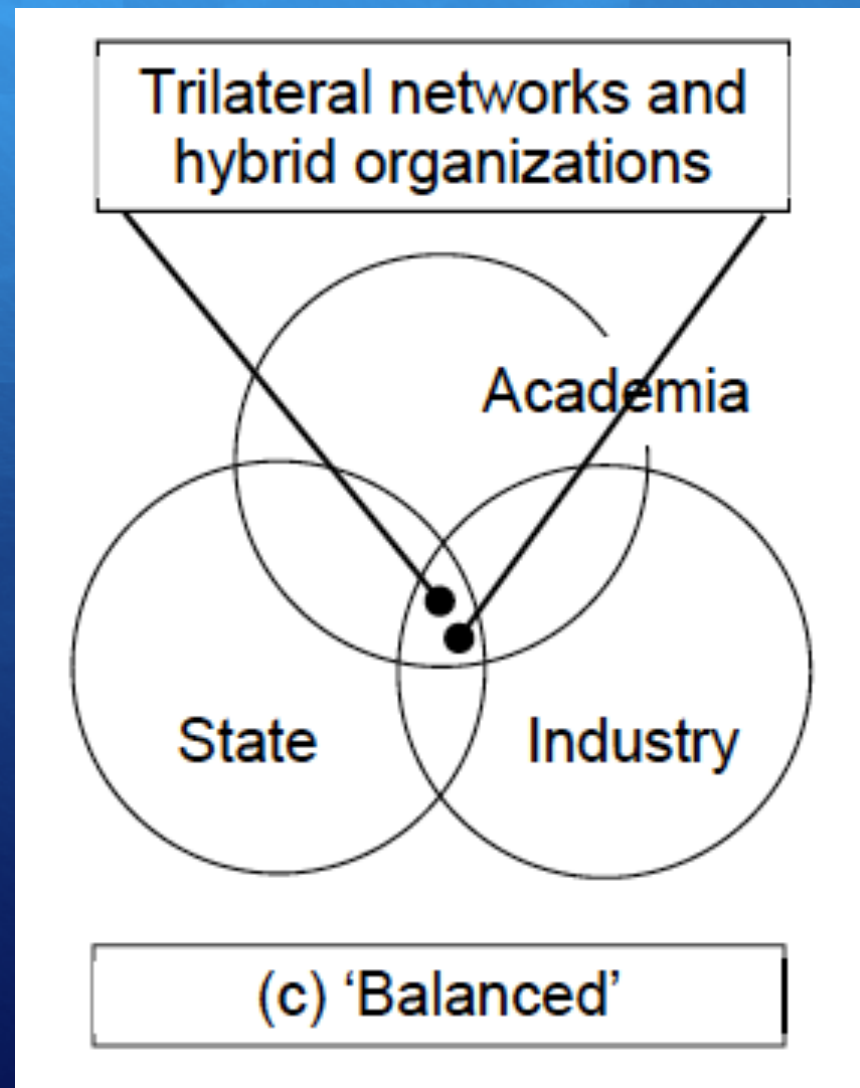 Trilateral networks and
hybrid organizations
Academia
State
Industry
(c) ‘Balanced’